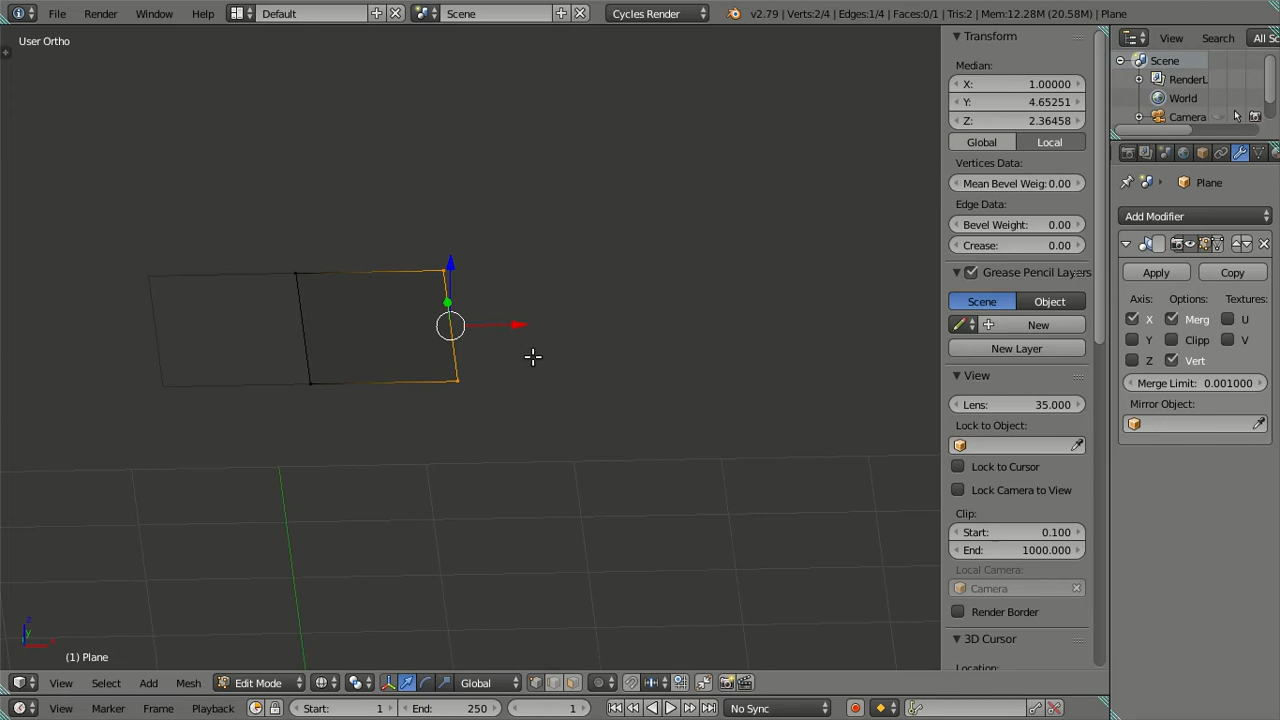 File Render Window Help Default Scene Cycles Render v2.79 | Verts:2/4 | Edges:1/4 | Faces:0/1 | Tris:2 | Mem:12.28M (20.58M) | Plane
User Ortho
Transform
Median:
X: 1.00000
Y: 4.65251
Z: 2.36458
Global Local
Vertices Data:
Mean Bevel Weig: 0.00
Edge Data:
Bevel Weight: 0.00
Crease: 0.00
Grease Pencil Layers
Scene Object
New
New Layer
View
Lens: 35.000
Lock to Object:
Lock to Cursor
Lock Camera to View
Clip:
Start: 0.100
End: 1000.000
Local Camera:
Camera
Render Border
3D Cursor
Location:
View Search All Sc
Scene
RenderL
World
Camera
Plane
Add Modifier
Apply Copy
Axis: Options: Textures:
X Merg U
Y Clipp V
Z Vert
Merge Limit: 0.001000
Mirror Object:
z
y
x
(1) Plane
View Select Add Mesh Edit Mode Global
View Marker Frame Playback Start: 1 End: 250 1 No Sync